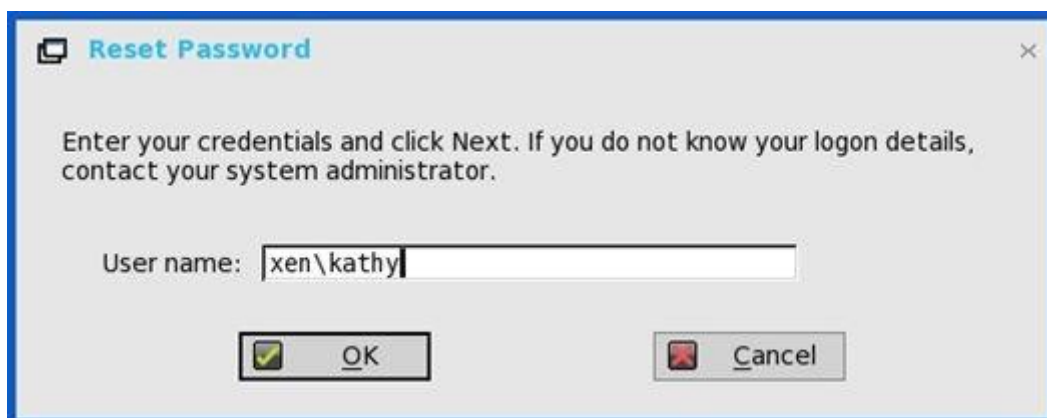 Reset Password
Enter your credentials and click Next. If you do not know your logon details,
contact your system administrator.
User name: xen\kathy
OK Cancel